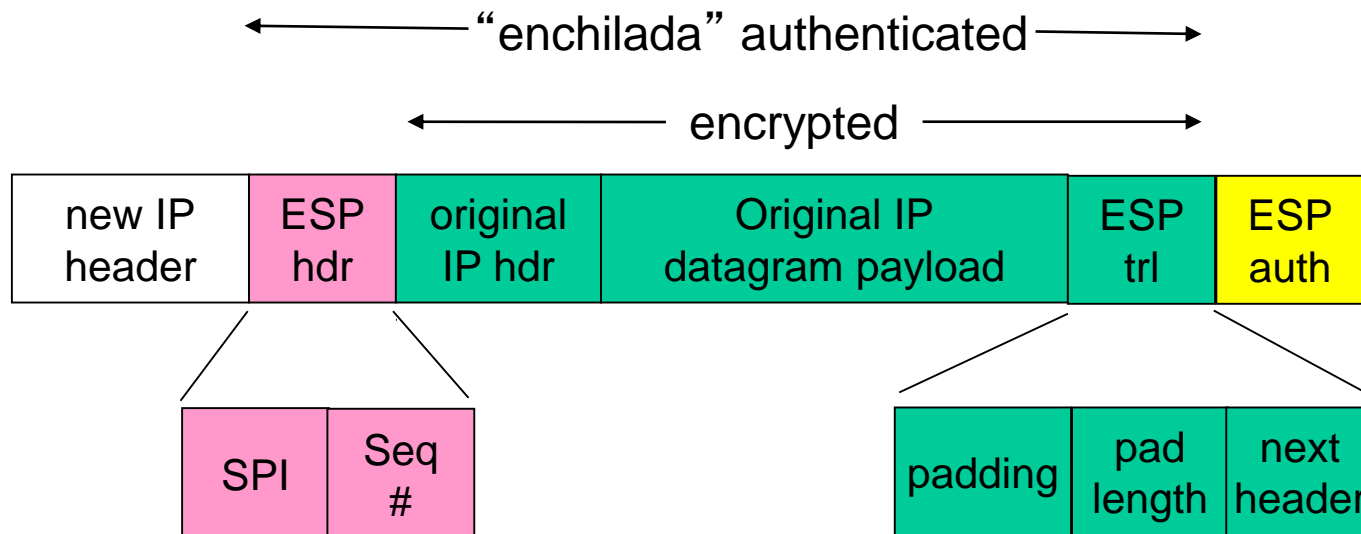 “enchilada” authenticated
encrypted
new IP
header
ESP
hdr
original
IP hdr
Original IP
datagram payload
ESP
trl
ESP
auth
SPI
Seq
#
padding
pad
length
next
header